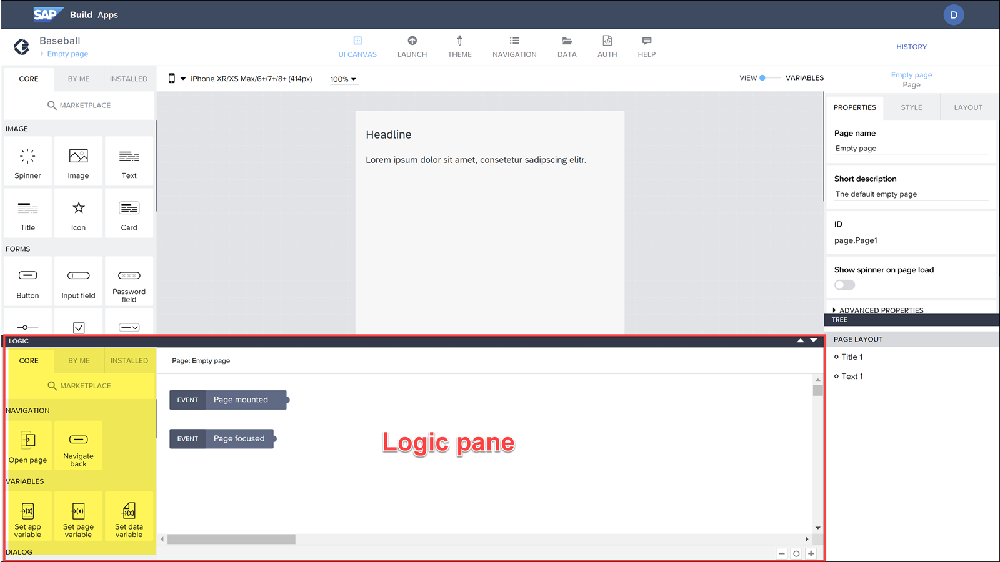 SAP Build Apps
D
Baseball
Empty page
UI CANVAS
LAUNCH
THEME
NAVIGATION
DATA
AUTH
HELP
HISTORY
CORE
BY ME
INSTALLED
iPhone XR/XS Max/6+/7+/8+ (414px)
100%
VIEW
VARIABLES
Empty page
Page
MARKETPLACE
PROPERTIES
STYLE
LAYOUT
IMAGE
Spinner
Image
Text
Title
Icon
Card
FORMS
Button
Input field
Password
field
Headline
Lorem ipsum dolor sit amet, consetetur sadipscing elitr.
Page name
Empty page
Short description
The default empty page
ID
page.Page1
Show spinner on page load
ADVANCED PROPERTIES
TREE
PAGE LAYOUT
Title 1
Text 1
LOGIC
CORE
BY ME
INSTALLED
Page: Empty page
MARKETPLACE
NAVIGATION
Open page
Navigate
back
VARIABLES
Set app
variable
Set page
variable
Set data
variable
DIALOG
EVENT Page mounted
EVENT Page focused
Logic pane